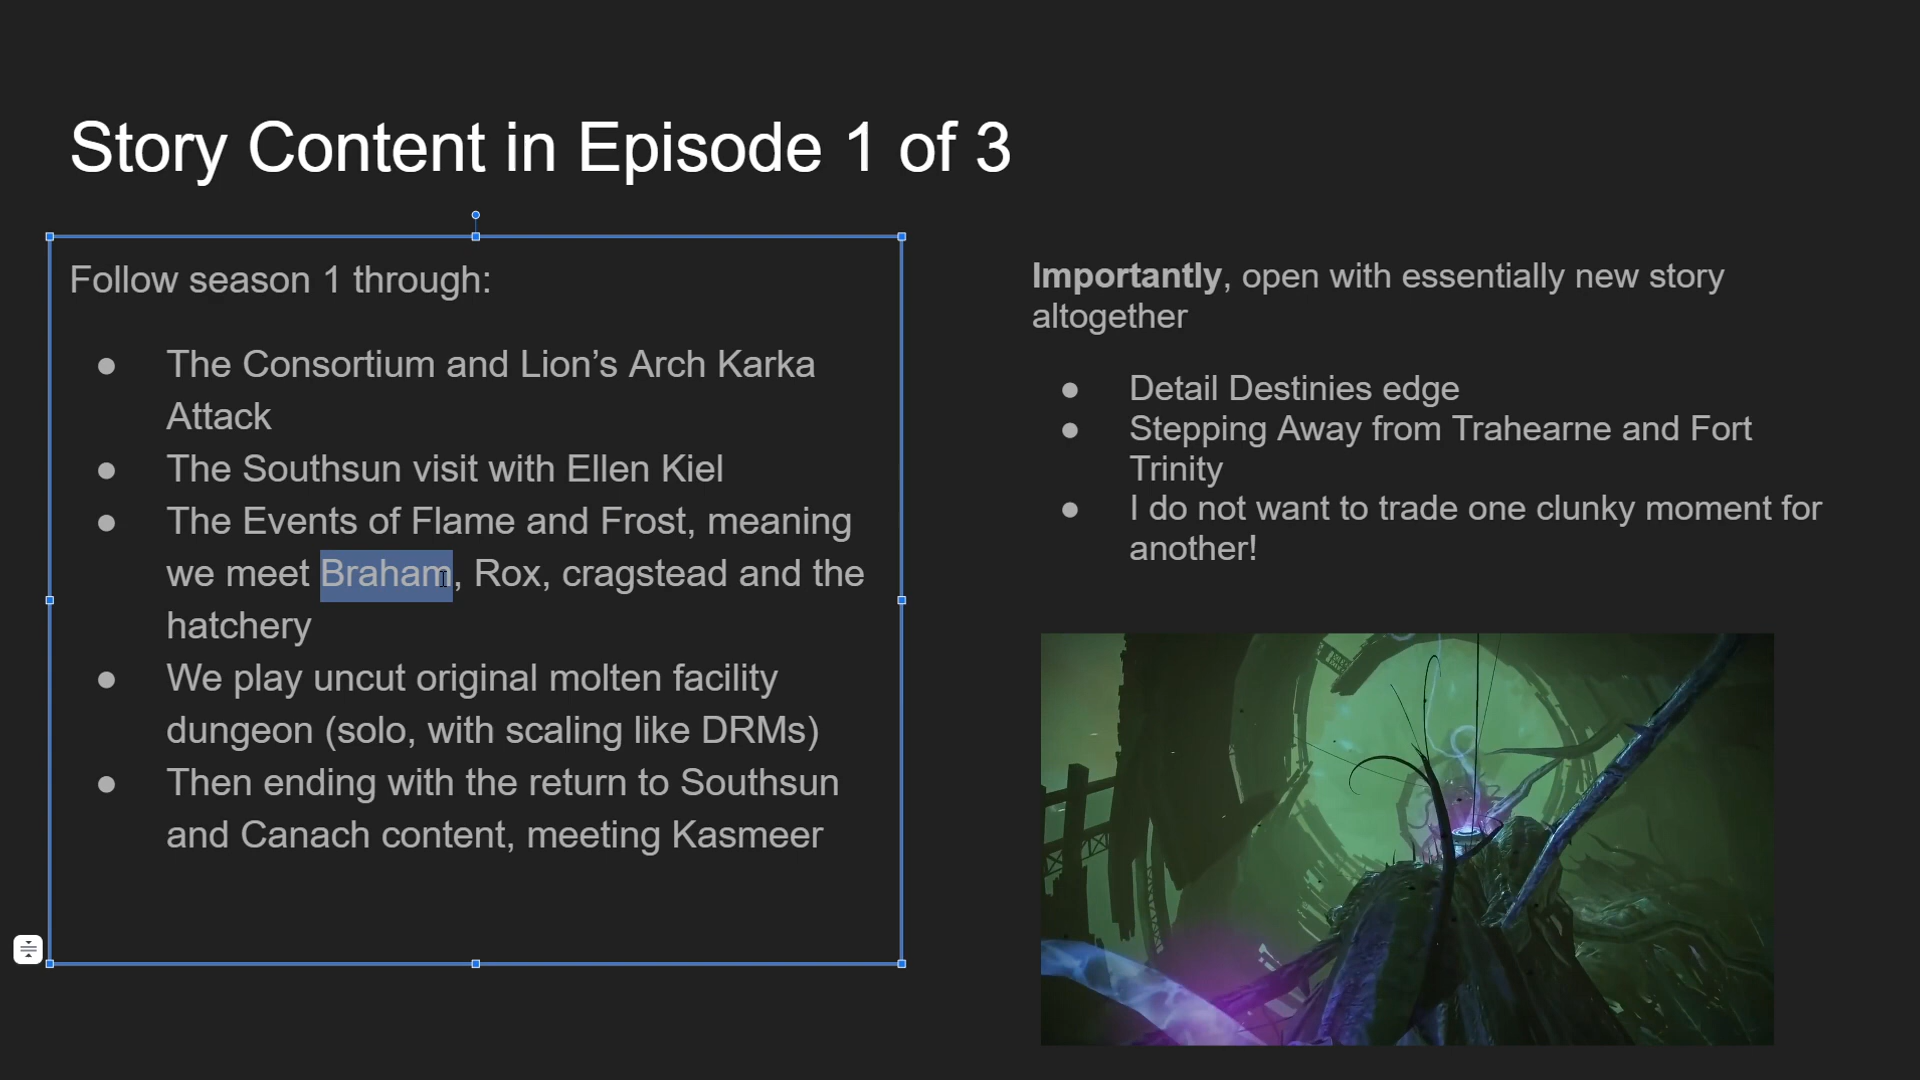 Story Content in Episode 1 of 3
Follow season 1 through:
● The Consortium and Lion’s Arch Karka
Attack
● The Southsun visit with Ellen Kiel
● The Events of Flame and Frost, meaning
we meet Braham, Rox, cragstead and the
hatchery
● We play uncut original molten facility
dungeon (solo, with scaling like DRMs)
● Then ending with the return to Southsun
and Canach content, meeting Kasmeer
Importantly, open with essentially new story
altogether
● Detail Destinies edge
● Stepping Away from Trahearne and Fort
Trinity
● I do not want to trade one clunky moment for
another!